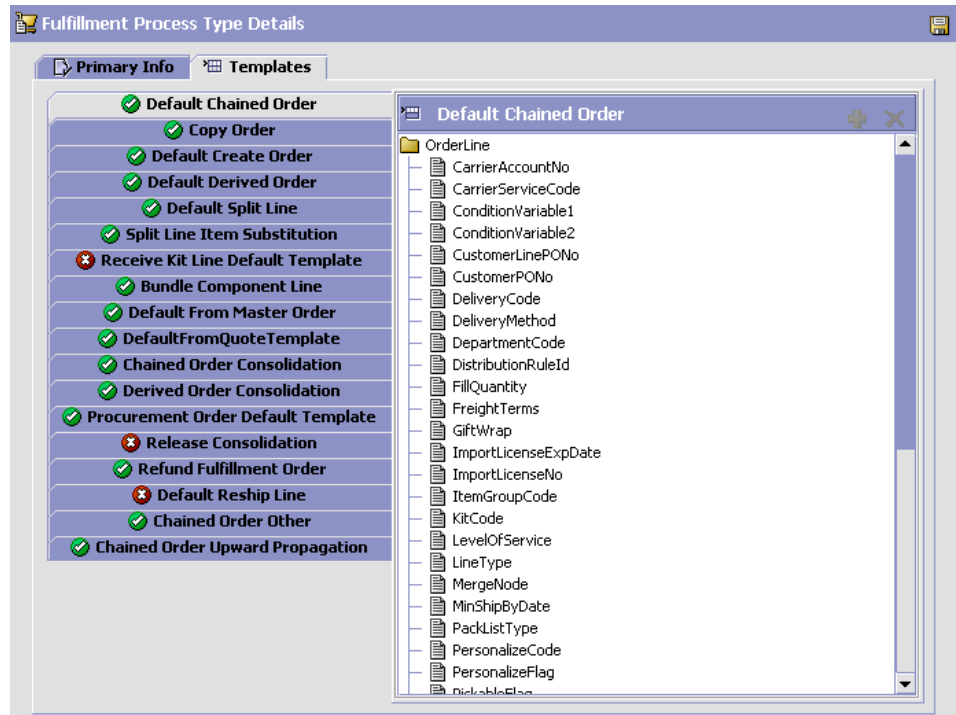 Fulfillment Process Type Details
Primary Info
Templates
Default Chained Order
Copy Order
Default Create Order
Default Derived Order
Default Split Line
Split Line Item Substitution
Receive Kit Line Default Template
Bundle Component Line
Default From Master Order
DefaultFromQuoteTemplate
Chained Order Consolidation
Derived Order Consolidation
Procurement Order Default Template
Release Consolidation
Refund Fulfillment Order
Default Reship Line
Chained Order Other
Chained Order Upward Propagation
Default Chained Order
OrderLine
CarrierAccountNo
CarrierServiceCode
ConditionVariable1
ConditionVariable2
CustomerLinePONo
CustomerPONo
DeliveryCode
DeliveryMethod
DepartmentCode
DistributionRuleId
FillQuantity
FreightTerms
GiftWrap
ImportLicenseExpDate
ImportLicenseNo
ItemGroupCode
KitCode
LevelOfService
LineType
MergeNode
MinShipByDate
PackListType
PersonalizeCode
PersonalizeFlag
PickableFlag